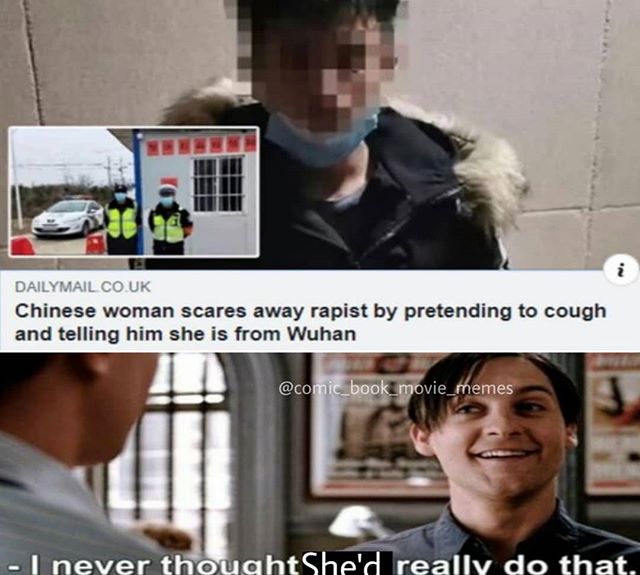 DAILYMAIL.CO.UK
Chinese woman scares away rapist by pretending to cough
and telling him she is from Wuhan
@comic_book_movie_memes
- I never thought She'd really do that.